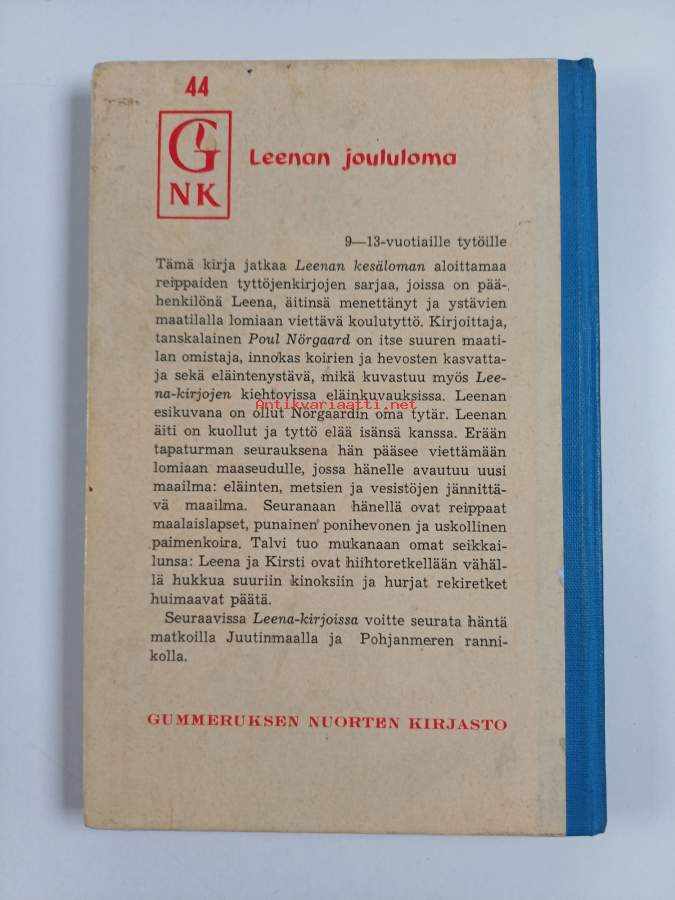 44
G
NK
Leenan joululoma
9—13-vuotiaille tytöille
Tämä kirja jatkaa Leenan kesäloman aloittamaa
reippaiden tyttöjenkirjojen sarjaa, joissa on pää-
henkilönä Leena, äitinsä menettänyt ja ystävien
maatilalla lomiaan viettävä koulutyttö. Kirjoittaja,
tanskalainen Poul Nörgaard on itse suuren maati-
lan omistaja, innokas koirien ja hevosten kasvatta-
ja sekä eläintenystävä, mikä kuvastuu myös Lee-
na-kirjojen kiehtovissa eläinkuvauksissa. Leenan
Antikvariaatti.net
esikuvana on ollut Nörgaardin oma tytär. Leenan
äiti on kuollut ja tyttö elää isänsä kanssa. Erään
tapaturman seurauksena hän pääsee viettämään
lomiaan maaseudulle, jossa hänelle avautuu uusi
maailma: eläinten, metsien ja vesistöjen jännittä-
vä maailma. Seuranaan hänellä ovat reippaat
maalaislapset, punainen ponihevonen ja uskollinen
paimenkoira. Talvi tuo mukanaan omat seikkai-
lunsa: Leena ja Kirsti ovat hiihtoretkellään vähäl-
lä hukkua suuriin kinoksiin ja hurjat rekiretket
huimaavat päätä.
Seuraavissa Leena-kirjoissa voitte seurata häntä
matkoilla Juutinmaalla ja Pohjanmeren ranni-
kolla.
GUMMERUKSEN NUORTEN KIRJASTO